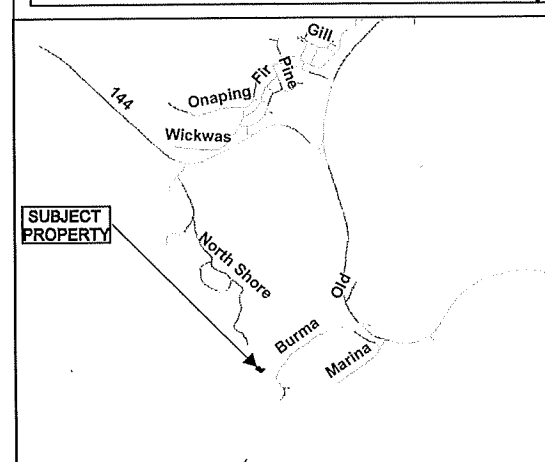 Gill.
Pine
Fir
Onaping
144
Wickwas
SUBJECT
PROPERTY
North Shore
Old
Burma
Marina